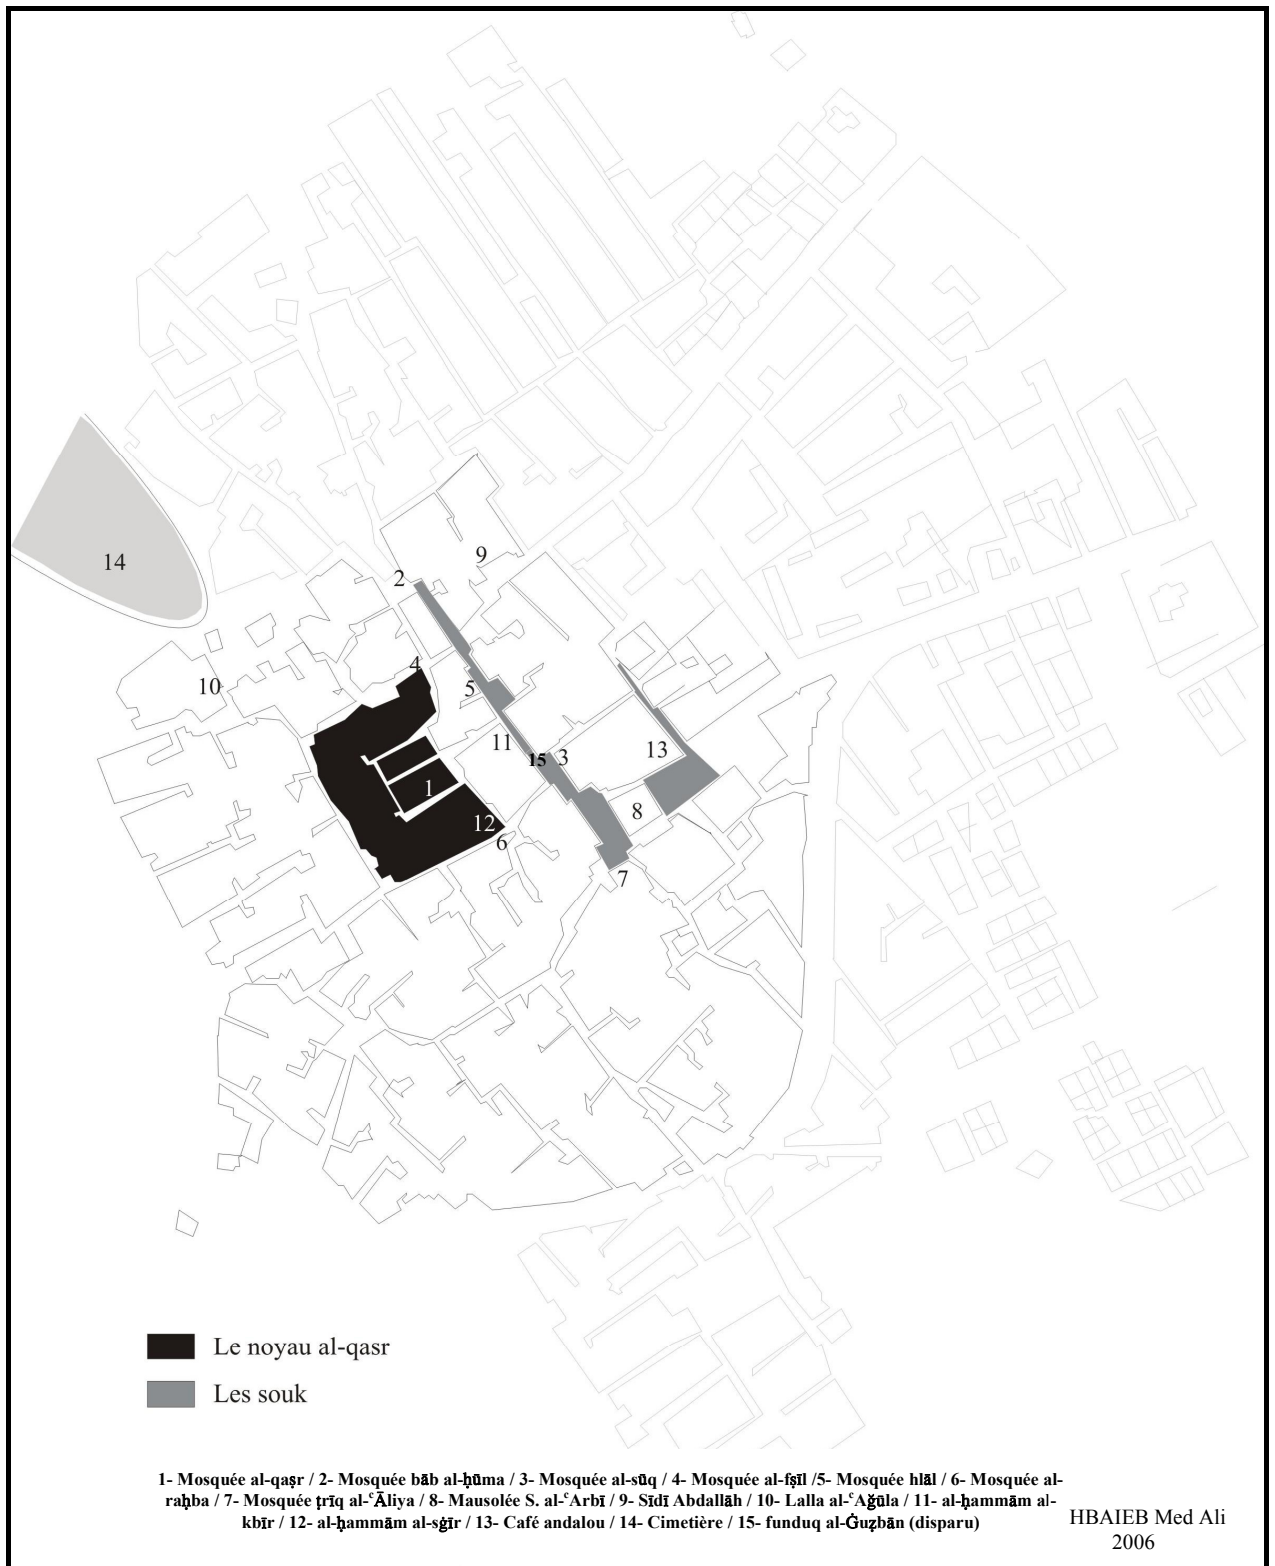 14
9
2
4
10
5
11
15
3
13
1
8
12
6
7
Le noyau al-qasr
Les souk
1- Mosquée al-qaṣr / 2- Mosquée bāb al-ḥūma / 3- Mosquée al-sūq / 4- Mosquée al-fṣīl /5- Mosquée hlāl / 6- Mosquée al-
raḥba / 7- Mosquée ṭrīq al-ᶜĀliya / 8- Mausolée S. al-ᶜArbī / 9- Sīdī Abdallāh / 10- Lalla al-ᶜAǧūla / 11- al-ḥammām al-
kbīr / 12- al-ḥammām al-sġīr / 13- Café andalou / 14- Cimetière / 15- funduq al-Ġuẓbān (disparu)
HBAIEB Med Ali
2006